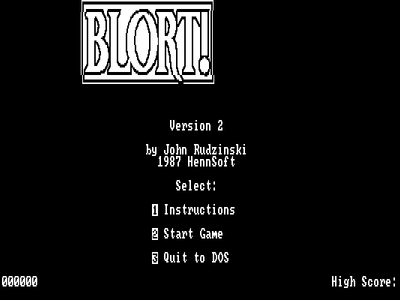 BLORT!
Version 2
by John Rudzinski
1987 HennSoft
Select:
1 Instructions
2 Start Game
3 Quit to DOS
000000 High Score: